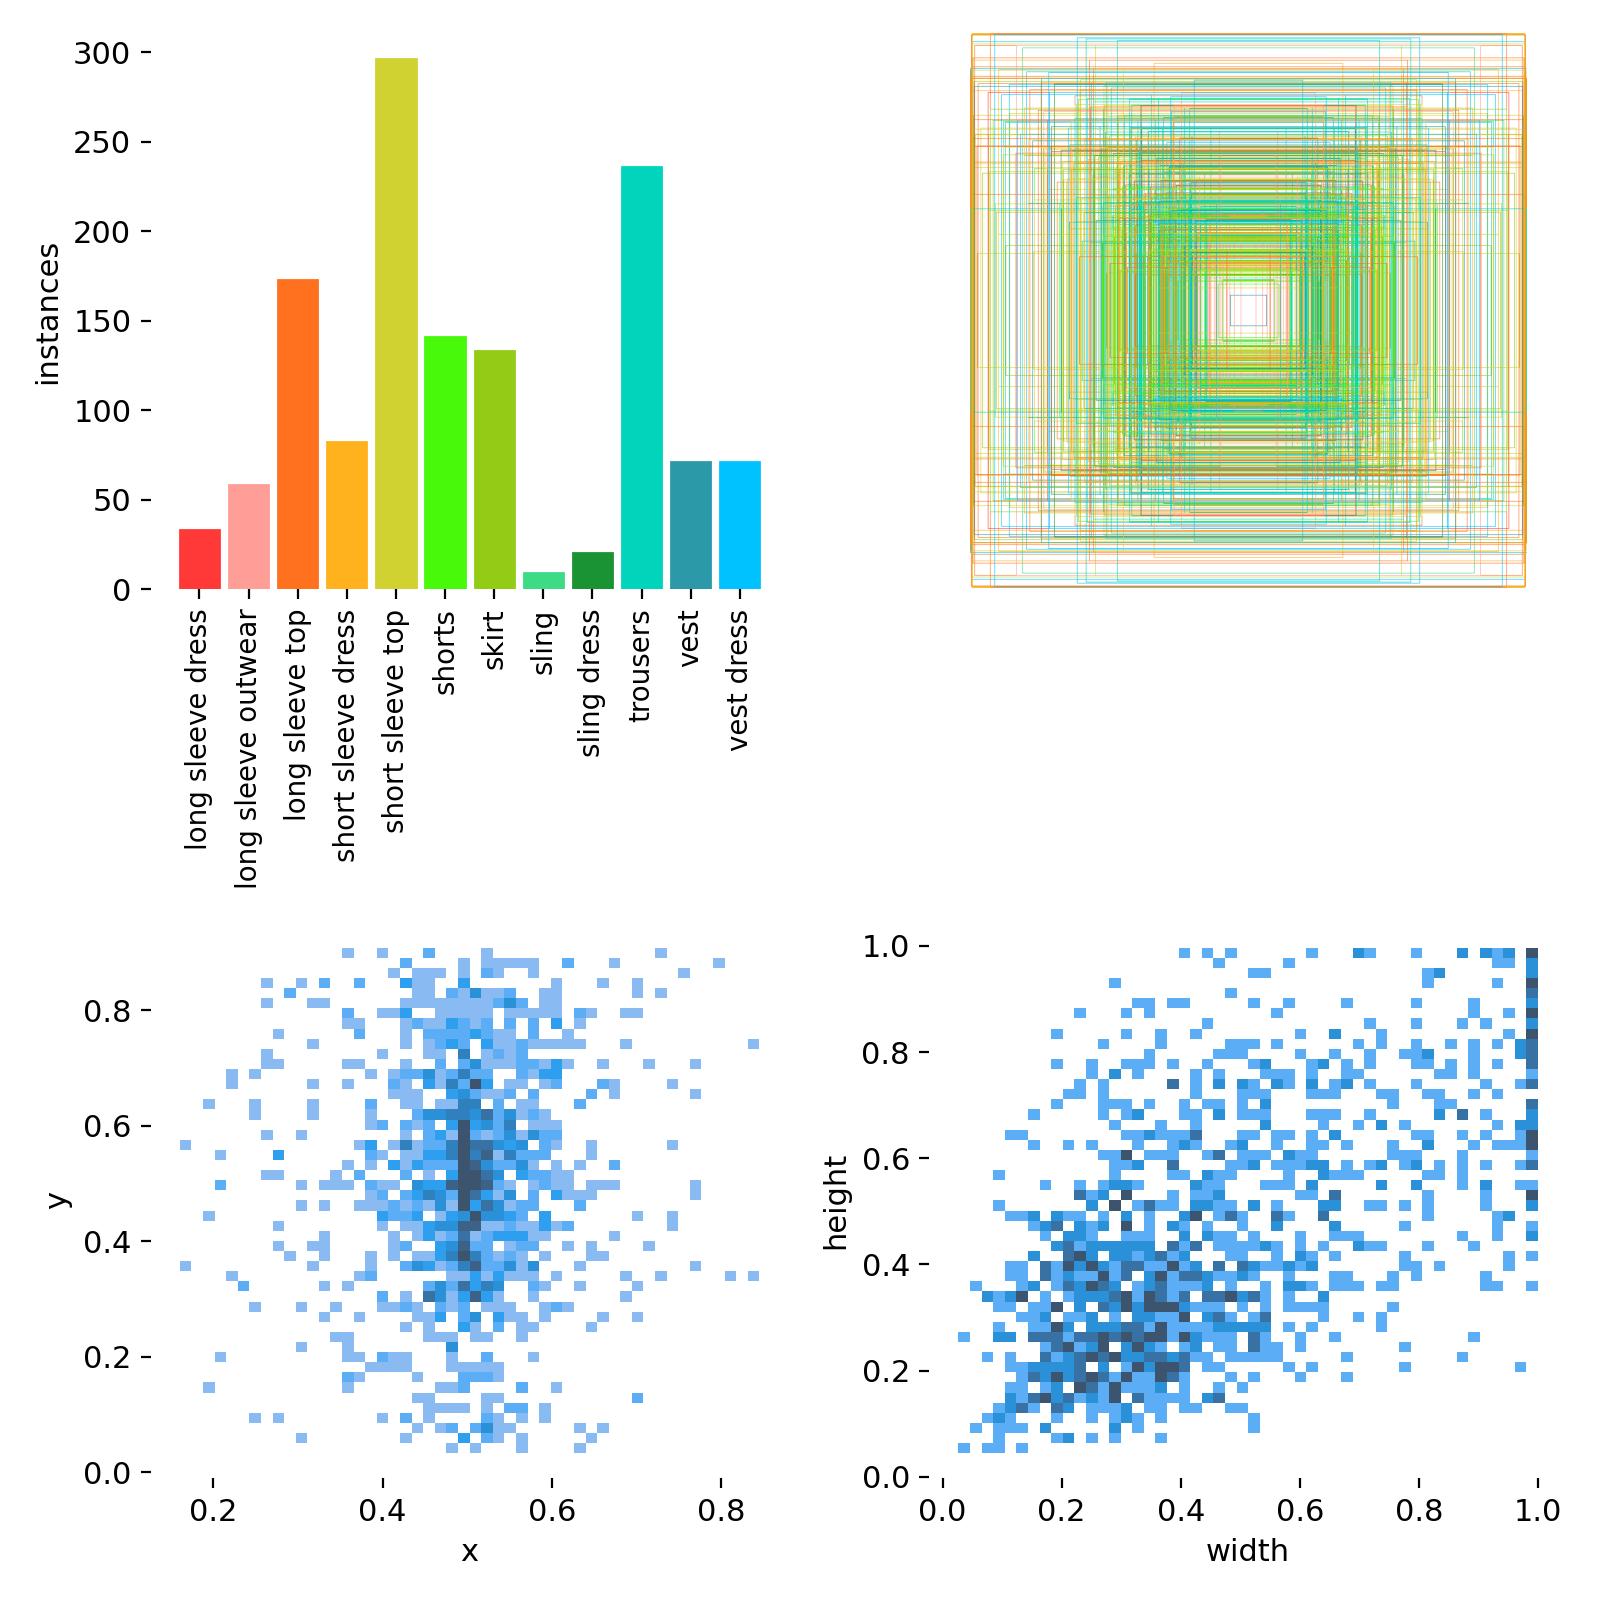 instances
300
250
200
150
100
50
0
long sleeve dress
long sleeve outwear
long sleeve top
short sleeve dress
short sleeve top
shorts
skirt
sling
sling dress
trousers
vest
vest dress
y
0.8
0.6
0.4
0.2
0.0
0.2 0.4 0.6 0.8
x
height
1.0
0.8
0.6
0.4
0.2
0.0
0.0 0.2 0.4 0.6 0.8 1.0
width